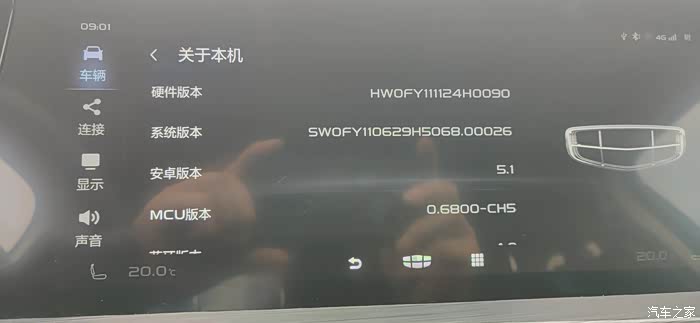 09:01
4G
车辆
关于本机
硬件版本 HW0FY111124H0090
连接
系统版本 SW0FY110629H5068.00026
显示
安卓版本 5.1
声音
MCU版本 0.6800-CH5
20.0℃
20.0
汽车之家